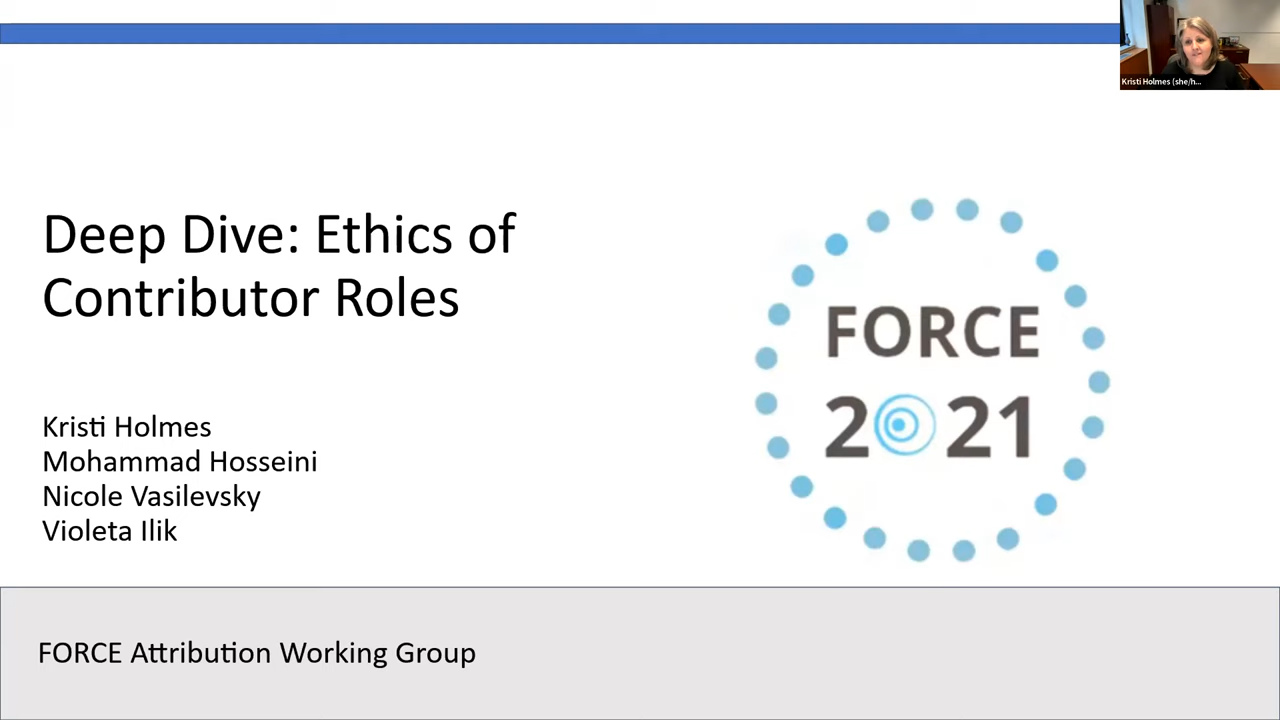 Kristi Holmes (she/h...
Deep Dive: Ethics of
Contributor Roles
FORCE
2021
Kristi Holmes
Mohammad Hosseini
Nicole Vasilevsky
Violeta Ilik
FORCE Attribution Working Group